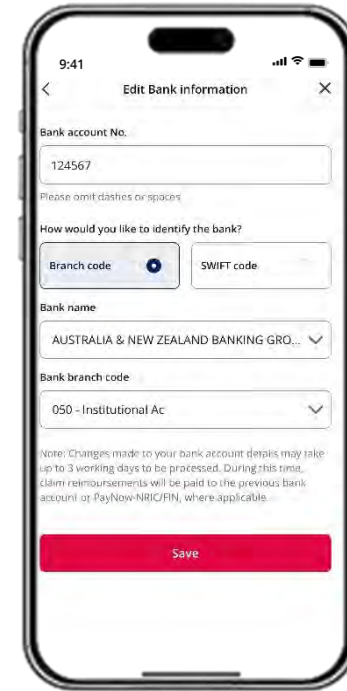 9:41
Edit Bank information
Bank account No.
124567
Please omit dashes or spaces
How would you like to identify the bank?
Branch code
SWIFT code
Bank name
AUSTRALIA & NEW ZEALAND BANKING GRO...
Bank branch code
050 - Institutional Ac
Note: Changes made to your bank account details may take
up to 3 working days to be processed. During this time,
claim reimbursements will be paid to the previous bank
account or PayNow-NRIC/FIN, where applicable.
Save